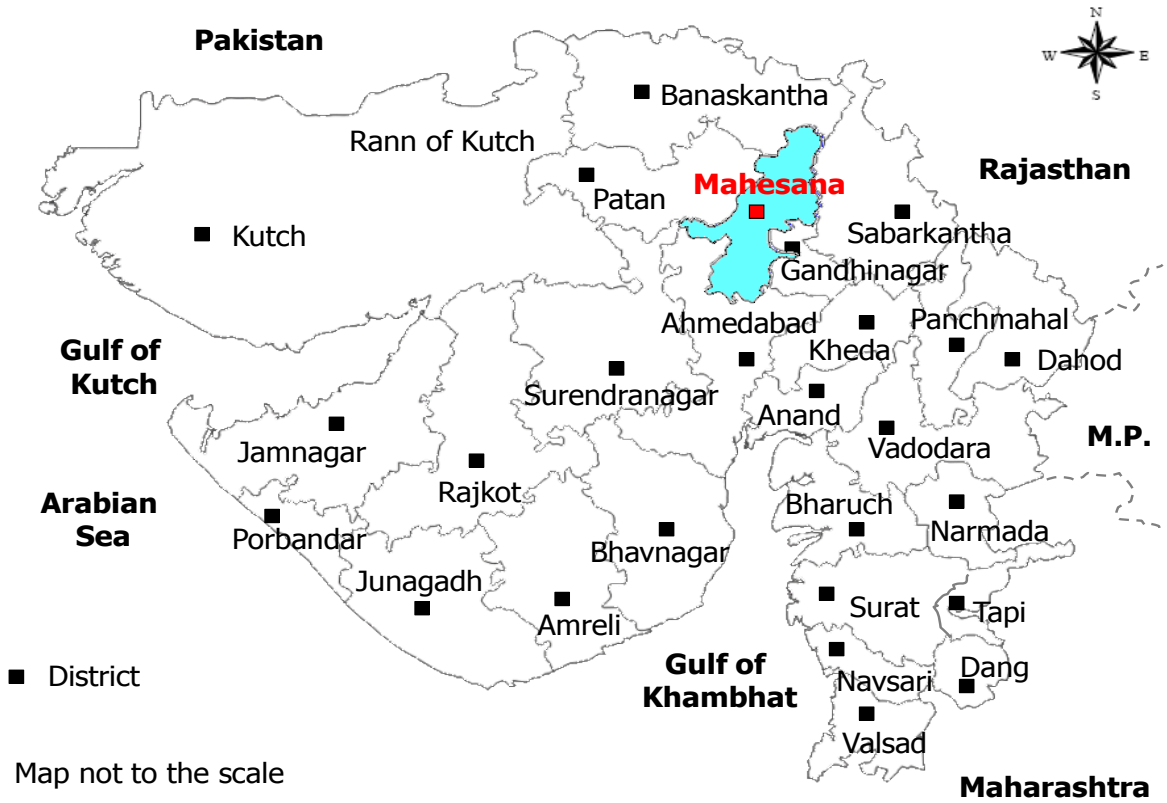 N
Pakistan
W E
S
Banaskantha
Rann of Kutch
Rajasthan
Mahesana
Patan
Sabarkantha
Kutch
Gandhinagar
Ahmedabad
Panchmahal
Gulf of
Kutch
Kheda
Dahod
Surendranagar
Anand
Vadodara
M.P.
Jamnagar
Rajkot
Arabian
Sea
Bharuch
Narmada
Porbandar
Bhavnagar
Junagadh
Surat
Tapi
Amreli
District
Gulf of
Khambhat
Navsari
Dang
Valsad
Map not to the scale
Maharashtra